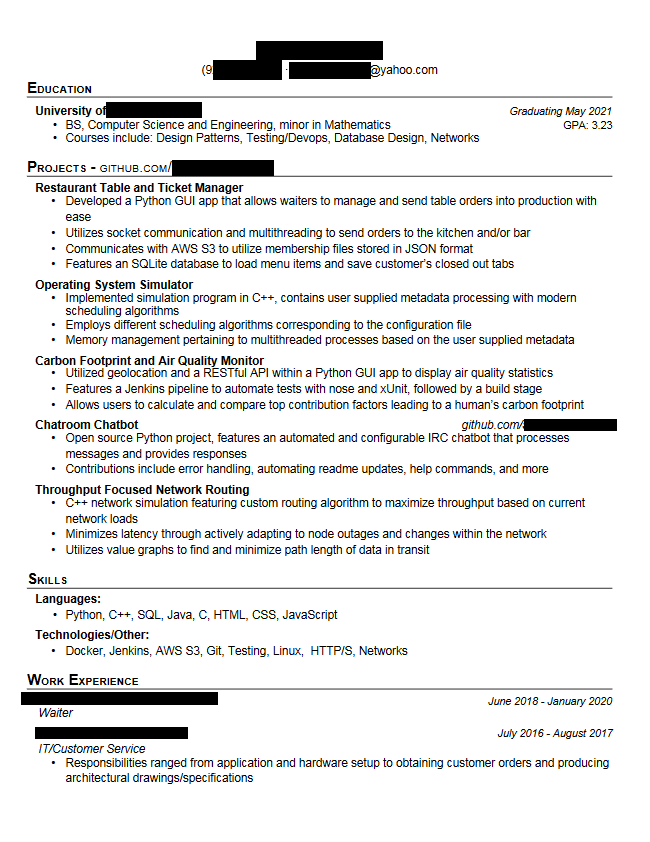 (9
@yahoo.com
EDUCATION
University of
Graduating May 2021
• BS, Computer Science and Engineering, minor in Mathematics
GPA: 3.23
• Courses include: Design Patterns, Testing/Devops, Database Design, Networks
PROJECTS - GITHUB.COM/
Restaurant Table and Ticket Manager
• Developed a Python GUI app that allows waiters to manage and send table orders into production with
ease
• Utilizes socket communication and multithreading to send orders to the kitchen and/or bar
• Communicates with AWS S3 to utilize membership files stored in JSON format
• Features an SQLite database to load menu items and save customer's closed out tabs
Operating System Simulator
• Implemented simulation program in C++, contains user supplied metadata processing with modern
scheduling algorithms
• Employs different scheduling algorithms corresponding to the configuration file
• Memory management pertaining to multithreaded processes based on the user supplied metadata
Carbon Footprint and Air Quality Monitor
• Utilized geolocation and a RESTful API within a Python GUI app to display air quality statistics
• Features a Jenkins pipeline to automate tests with nose and xUnit, followed by a build stage
• Allows users to calculate and compare top contribution factors leading to a human's carbon footprint
Chatroom Chatbot
github.com/
• Open source Python project, features an automated and configurable IRC chatbot that processes
messages and provides responses
• Contributions include error handling, automating readme updates, help commands, and more
Throughput Focused Network Routing
• C++ network simulation featuring custom routing algorithm to maximize throughput based on current
network loads
• Minimizes latency through actively adapting to node outages and changes within the network
• Utilizes value graphs to find and minimize path length of data in transit
SKILLS
Languages:
• Python, C++, SQL, Java, C, HTML, CSS, JavaScript
Technologies/Other:
• Docker, Jenkins, AWS S3, Git, Testing, Linux, HTTP/S, Networks
WORK EXPERIENCE
June 2018 - January 2020
Waiter
July 2016 - August 2017
IT/Customer Service
• Responsibilities ranged from application and hardware setup to obtaining customer orders and producing
architectural drawings/specifications